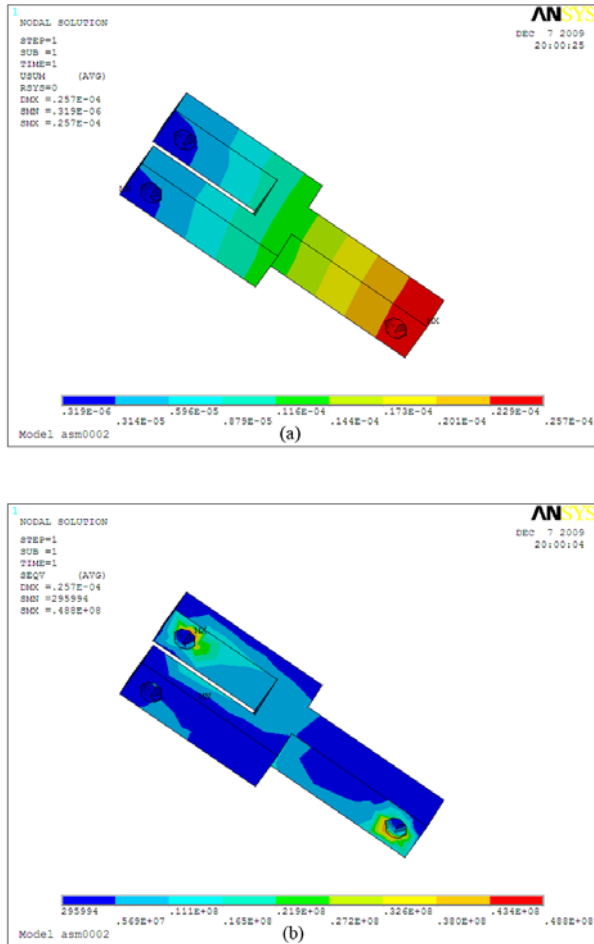 1
NODAL SOLUTION
ANSYS
DEC 7 2009
20:00:25
STEP=1
SUB =1
TIME=1
USUM (AVG)
RSYS=0
DMX =.257E-04
SMN =.319E-06
SMX =.257E-04
MX
.319E-06 .596E-05 .116E-04 .173E-04 .229E-04
.314E-05 .879E-05 .144E-04 .201E-04 .257E-04
Model asm0002
(a)
1
NODAL SOLUTION
ANSYS
DEC 7 2009
20:00:04
STEP=1
SUB =1
TIME=1
SEQV (AVG)
DMX =.257E-04
SMN =295994
SMX =.488E+08
MX
MN
295994 .111E+08 .219E+08 .326E+08 .434E+08
.569E+07 .165E+08 .272E+08 .380E+08 .488E+08
Model asm0002
(b)